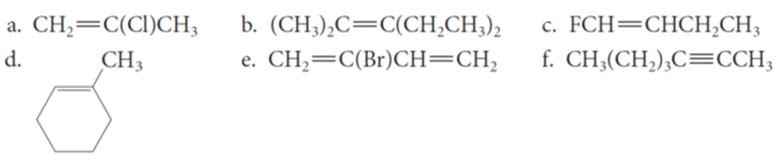 a. CH₂=C(Cl)CH₃ b. (CH₃)₂C=C(CH₂CH₃)₂ c. FCH=CHCH₂CH₃
d. CH₃ e. CH₂=C(Br)CH=CH₂ f. CH₃(CH₂)₃C≡CCH₃